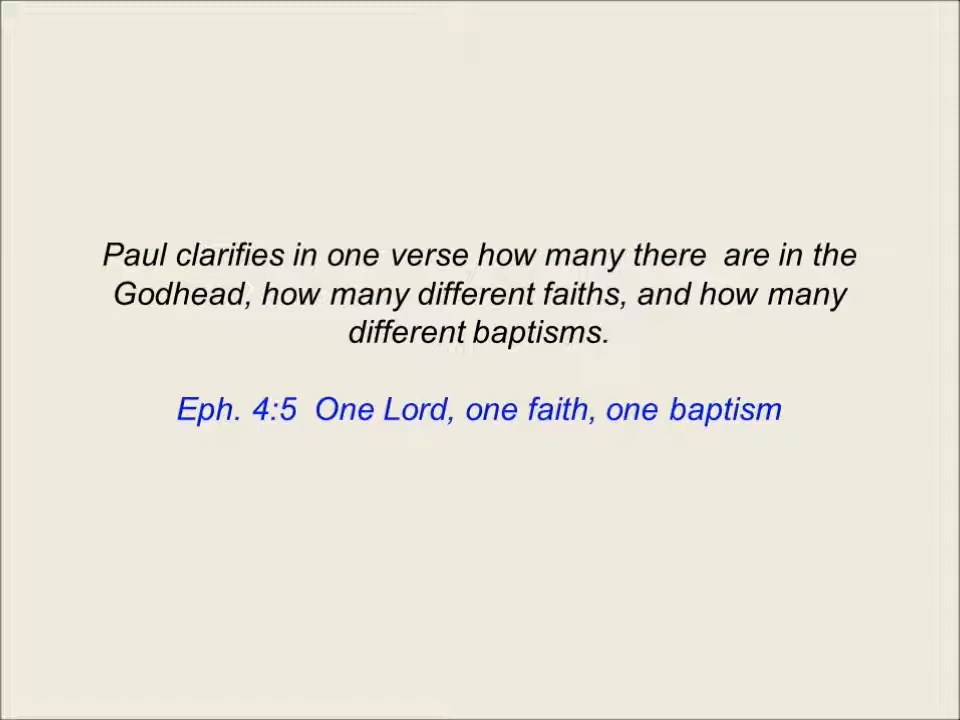 Paul clarifies in one verse how many there  are in the
Godhead, how many different faiths, and how many
different baptisms.
Eph. 4:5  One Lord, one faith, one baptism